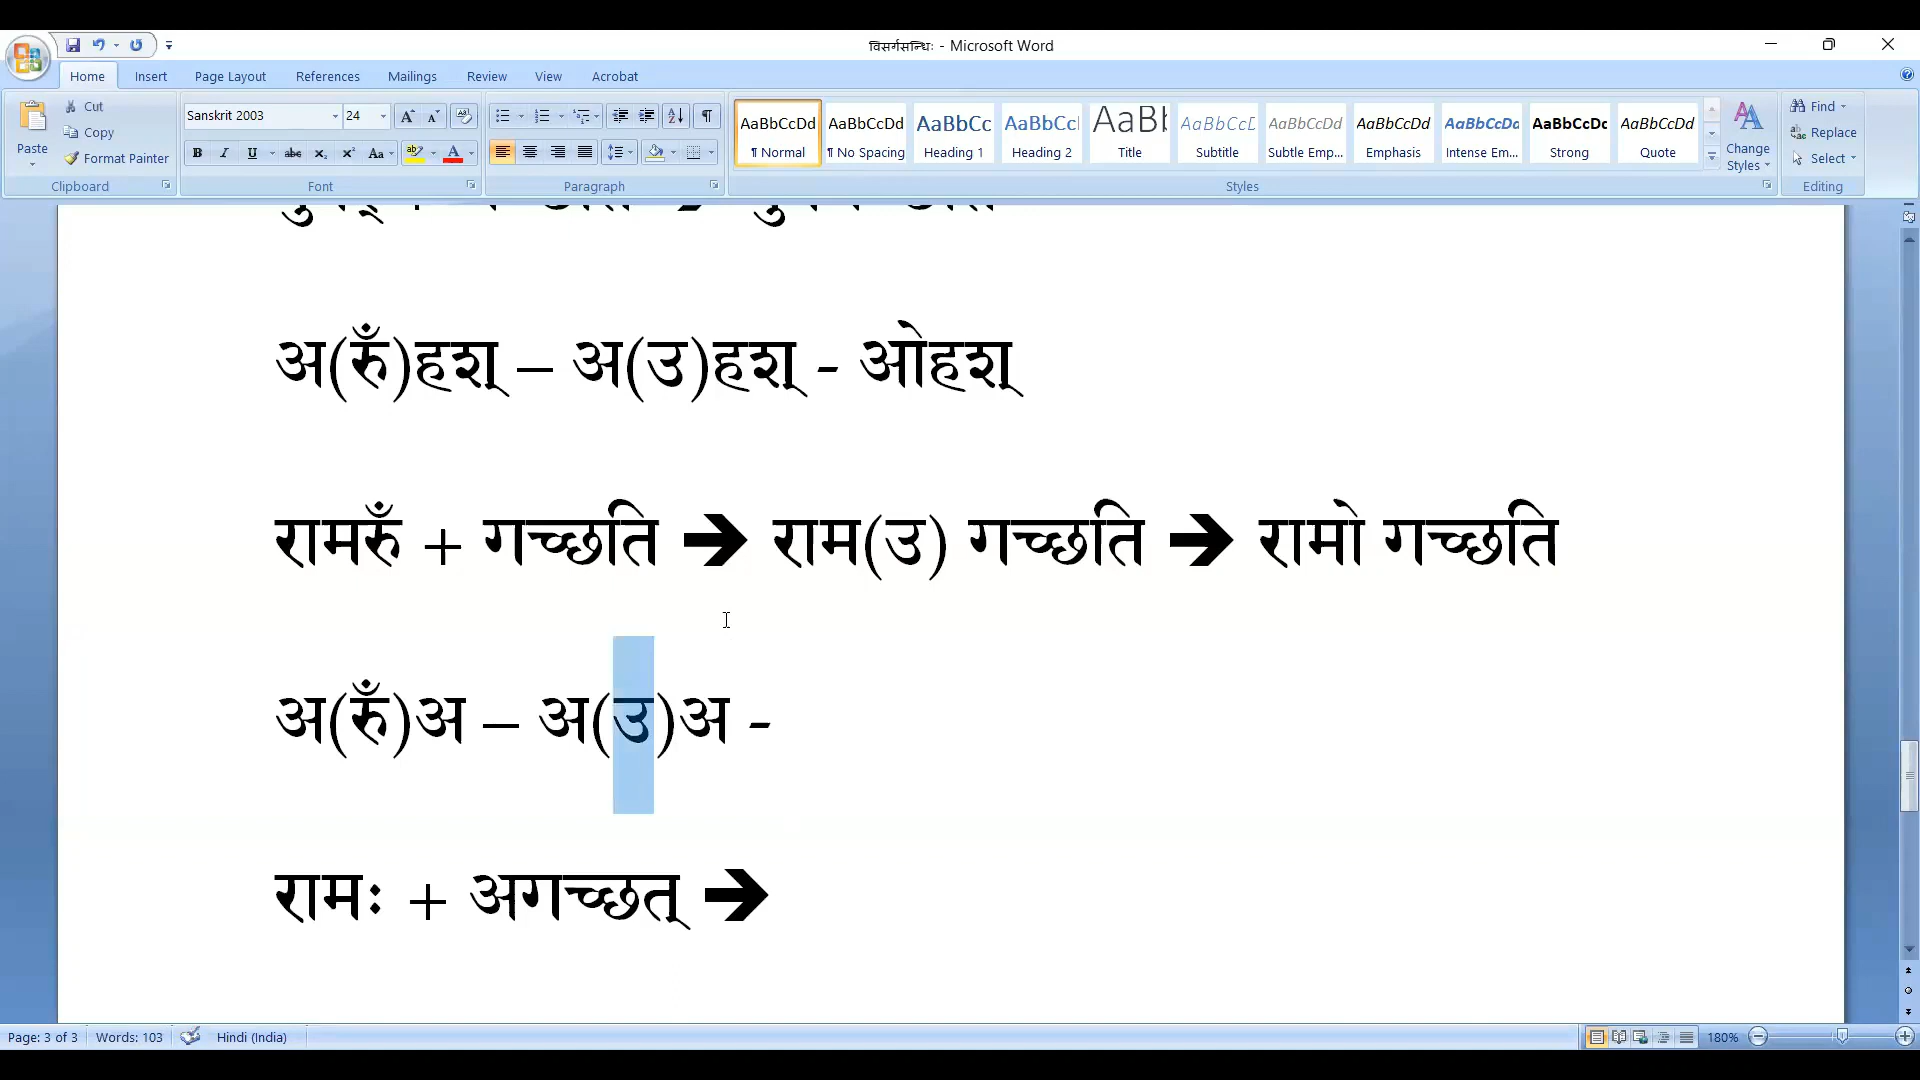 विसर्गसन्धिः - Microsoft Word
Home Insert Page Layout References Mailings Review View Acrobat
Paste Cut Copy Format Painter
Clipboard
Sanskrit 2003 24
Font
Paragraph
AaBbCcDd AaBbCcDd AaBbCc AaBbCcI AaBbI AaBbCcL AaBbCcDd AaBbCcDd AaBbCcDa AaBbCcDc AaBbCcDd
¶ Normal ¶ No Spacing Heading 1 Heading 2 Title Subtitle Subtle Emp... Emphasis Intense Em... Strong Quote
Change Styles
Styles
Find
Replace
Select
Editing
अ(रुँ)हश् – अ(उ)हश् - ओहश्
रामरुँ + गच्छति ➔ राम(उ) गच्छति ➔ रामो गच्छति
अ(रुँ)अ – अ(उ)अ -
रामः + अगच्छत् ➔
Page: 3 of 3 Words: 103 Hindi (India) 180%